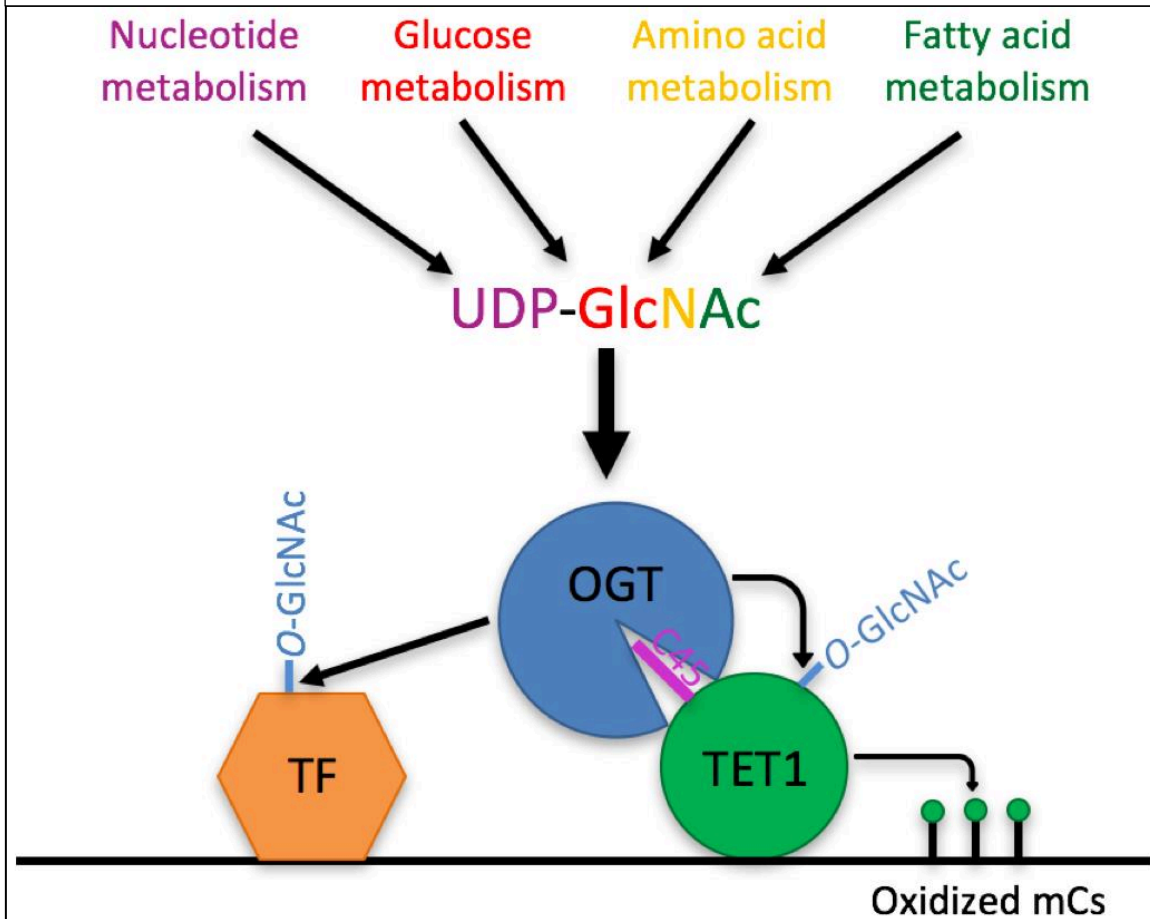 Nucleotide metabolism
Glucose metabolism
Amino acid metabolism
Fatty acid metabolism
UDP-GlcNAc
O-GlcNAc
OGT
C45
O-GlcNAc
TF
TET1
Oxidized mCs